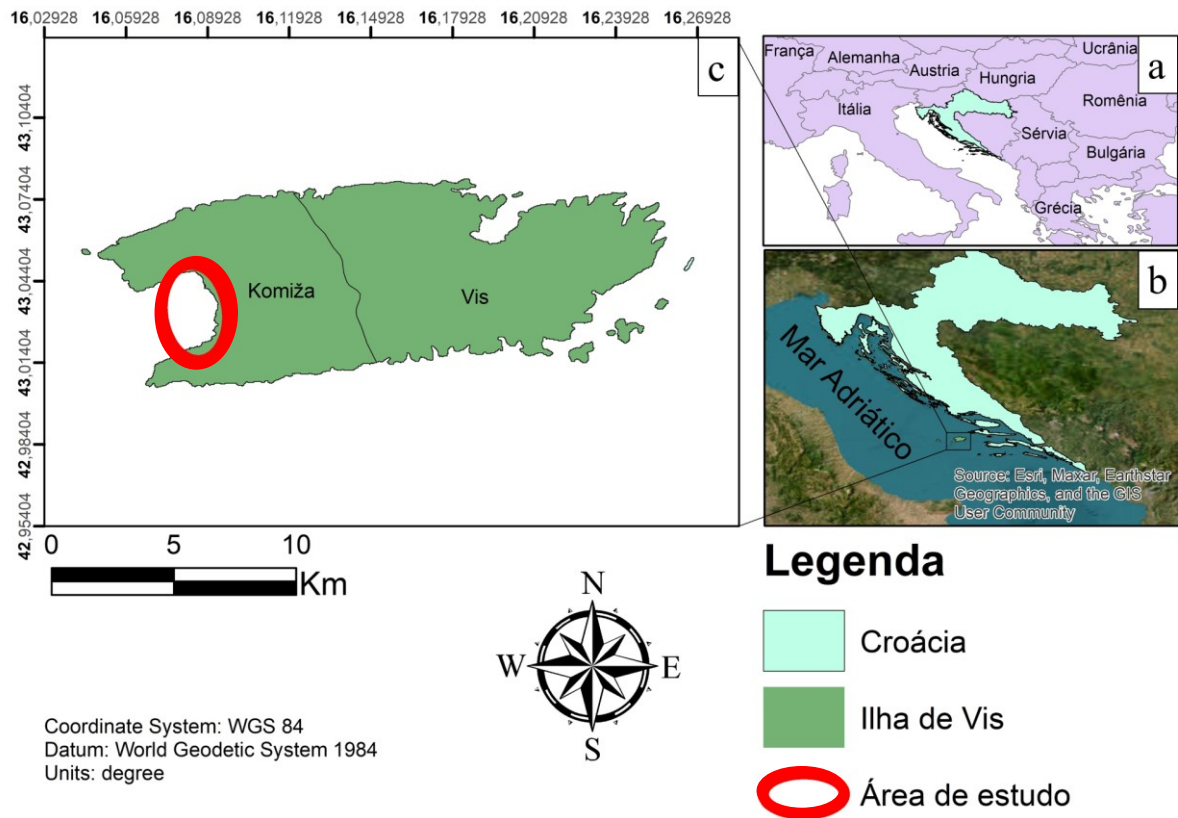 16,02928 16,05928 16,08928 16,11928 16,14928 16,17928 16,20928 16,23928 16,26928
43,10404
43,07404
43,04404
43,01404
42,98404
42,95404
c
Komiža
Vis
a
França
Alemanha
Austria
Ucrânia
Hungria
Itália
Romênia
Sérvia
Bulgária
Grécia
b
Mar Adriático
Source: Esri, Maxar, Earthstar
Geographics, and the GIS
User Community
0 5 10
Km
N
W E
S
Coordinate System: WGS 84
Datum: World Geodetic System 1984
Units: degree
Legenda
Croácia
Ilha de Vis
Área de estudo